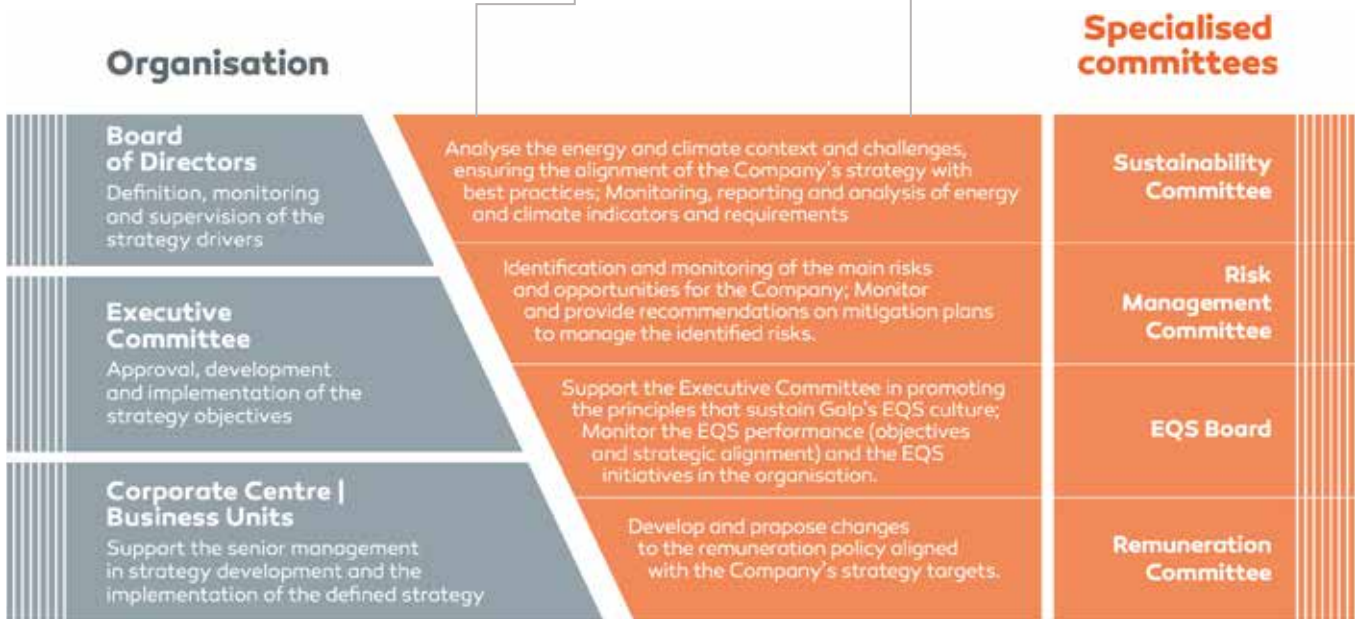 Organisation
Specialised
committees
Board
of Directors
Definition, monitoring
and supervision of the
strategy drivers
Executive
Committee
Approval, development
and implementation of the
strategy objectives
Corporate Centre |
Business Units
Support the senior management
in strategy development and the
implementation of the defined strategy
Analyse the energy and climate context and challenges,
ensuring the alignment of the Company's strategy with
best practices; Monitoring, reporting and analysis of energy
and climate indicators and requirements
Sustainability
Committee
Identification and monitoring of the main risks
and opportunities for the Company; Monitor
and provide recommendations on mitigation plans
to manage the identified risks.
Risk
Management
Committee
Support the Executive Committee in promoting
the principles that sustain Galp's EQS culture;
Monitor the EQS performance (objectives
and strategic alignment) and the EQS
initiatives in the organisation.
EQS Board
Develop and propose changes
to the remuneration policy aligned
with the Company's strategy targets.
Remuneration
Committee